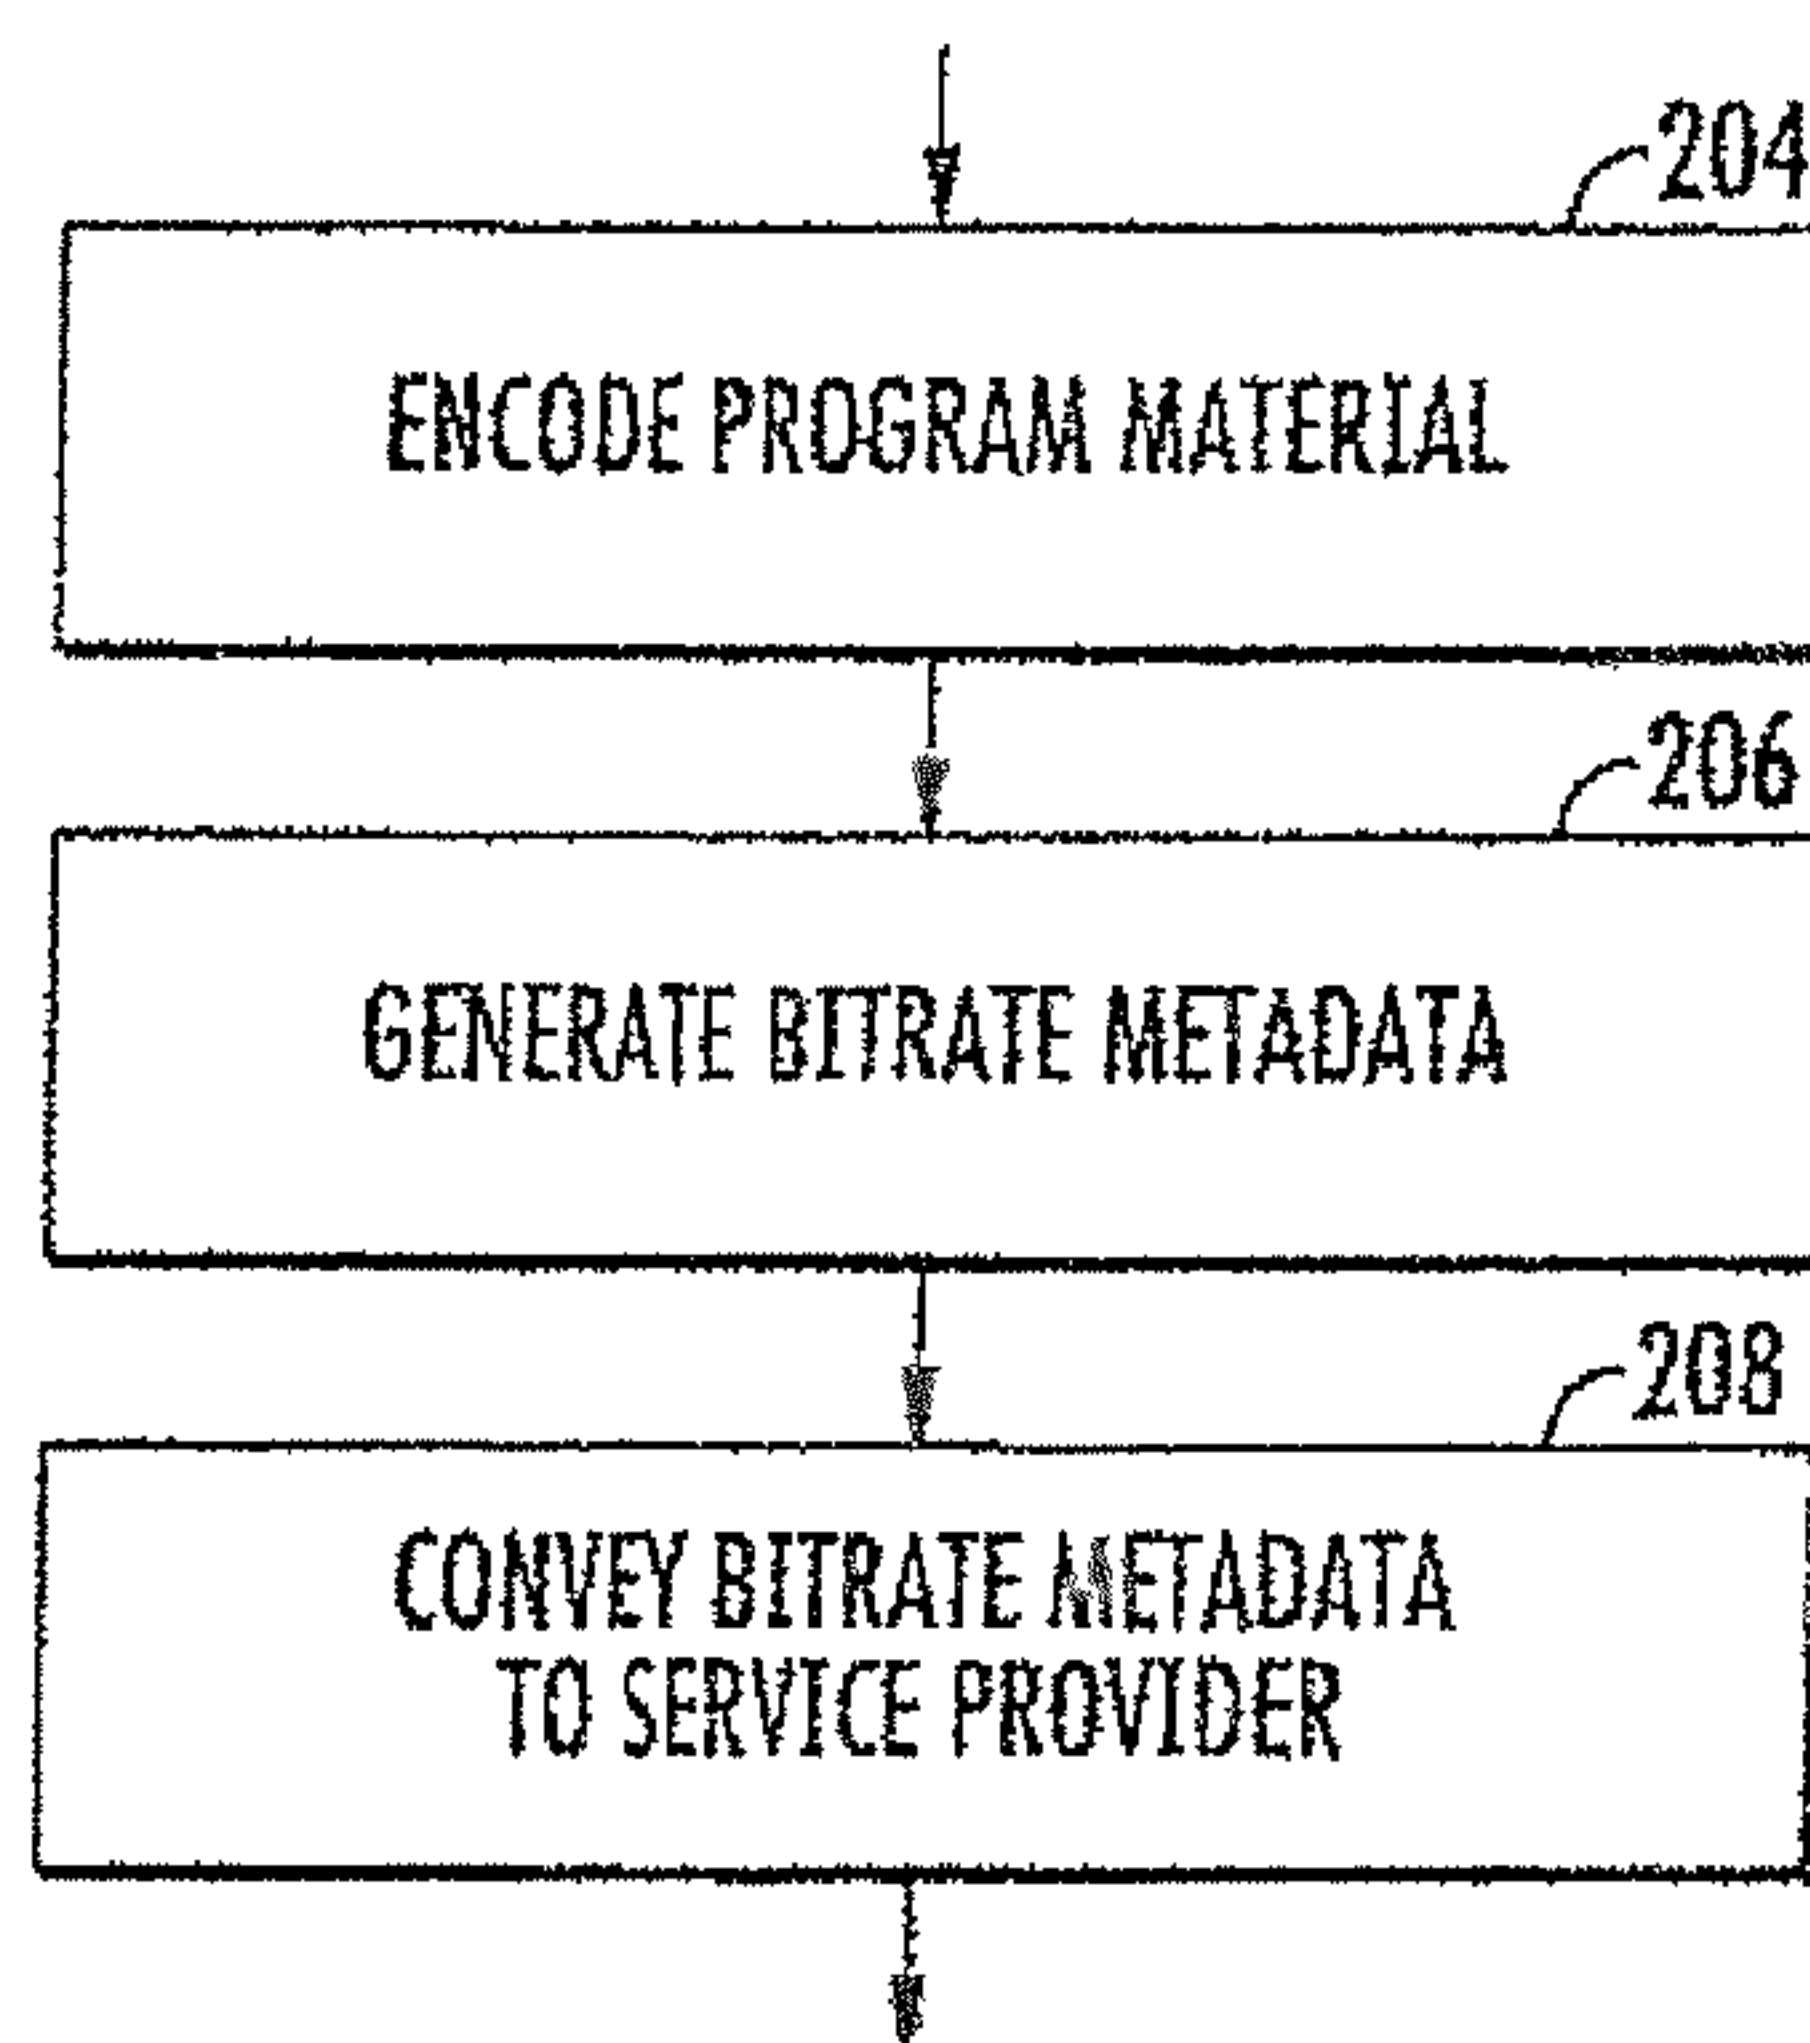 204
ENCODE PROGRAM MATERIAL
206
GENERATE BITRATE METADATA
208
CONVEY BITRATE METADATA
TO SERVICE PROVIDER